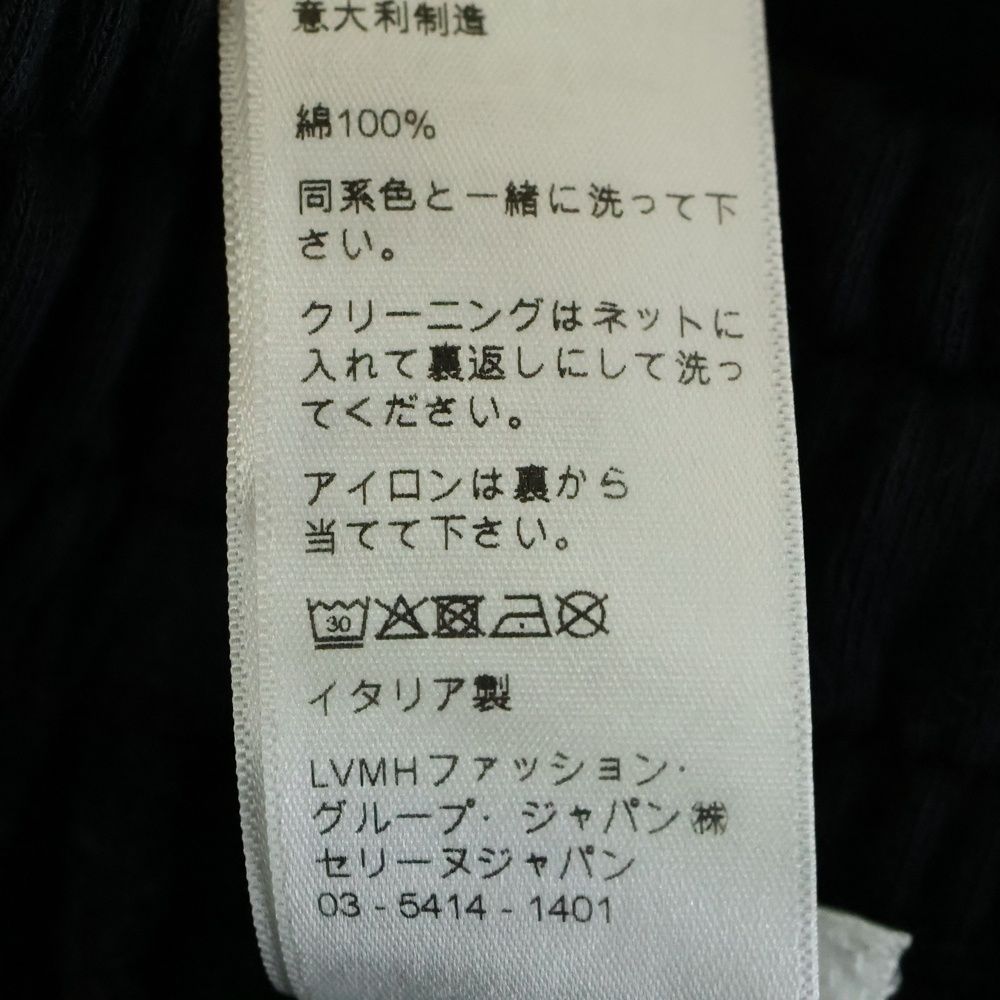 意大利制造
綿100%
同系色と一緒に洗って下
さい。
クリーニングはネットに
入れて裏返しにして洗っ
てください。
アイロンは裏から
当てて下さい。
30
イタリア製
LVMHファッション・
グループ・ジャパン㈱
セリーヌジャパン
03-5414-1401